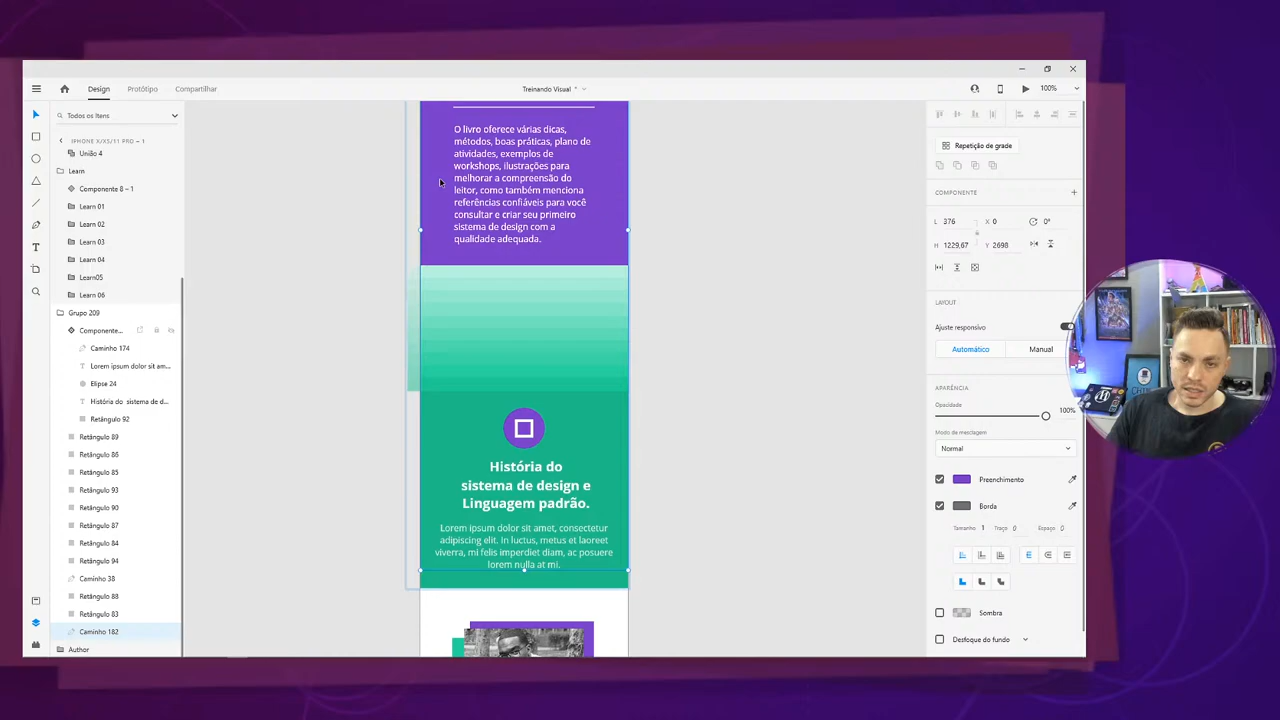 Design
Protótipo
Compartilhar
Treinando Visual *
100%
Todos os Itens
IPHONE X/XS/11 PRO – 1
União 4
Learn
Componente 8 – 1
Learn 01
Learn 02
Learn 03
Learn 04
Learn05
Learn 06
Grupo 209
Componente...
Caminho 174
Lorem ipsum dolor sit am...
Elipse 24
História do sistema de d...
Retângulo 92
Retângulo 89
Retângulo 86
Retângulo 85
Retângulo 93
Retângulo 90
Retângulo 87
Retângulo 84
Retângulo 94
Caminho 38
Retângulo 88
Retângulo 83
Caminho 182
Author
O livro oferece várias dicas,
métodos, boas práticas, plano de
atividades, exemplos de
workshops, ilustrações para
melhorar a compreensão do
leitor, como também menciona
referências confiáveis para você
consultar e criar seu primeiro
sistema de design com a
qualidade adequada.
História do
sistema de design e
Linguagem padrão.
Lorem ipsum dolor sit amet, consectetur
adipiscing elit. In luctus, metus et laoreet
viverra, mi felis imperdiet diam, ac posuere
lorem nulla at mi.
Repetição de grade
COMPONENTE
L 376 X 0 0°
H 1229,67 Y 2698
LAYOUT
Ajuste responsivo
Automático
Manual
APARÊNCIA
Opacidade
100%
Modo de mesclagem
Normal
Preenchimento
Borda
Tamanho 1 Traço 0 Espaço 0
Sombra
Desfoque do fundo